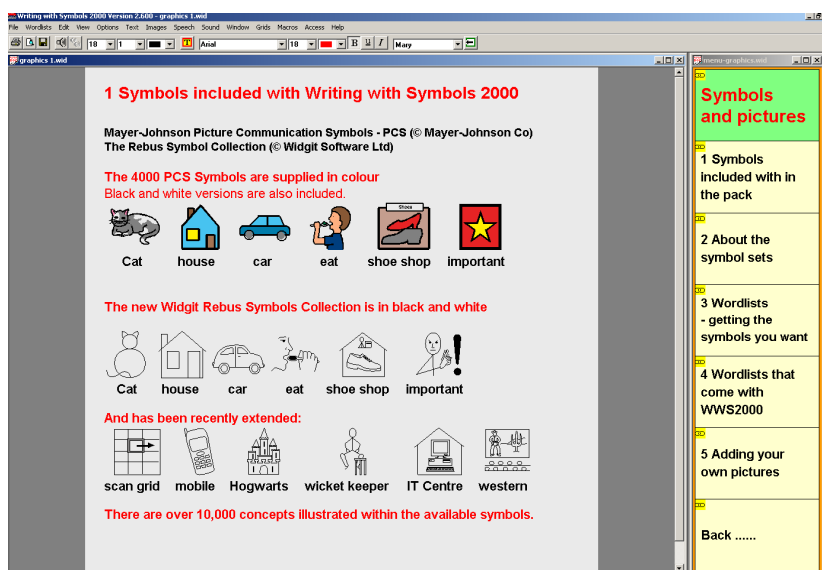 Writing with Symbols 2000 Version 2.600 - graphics 1.wid
File Wordlists Edit View Options Text Images Speech Sound Window Grids Macros Access Help
18 1 T Arial 18 B U I Mary
graphics 1.wid
1 Symbols included with Writing with Symbols 2000
Mayer-Johnson Picture Communication Symbols - PCS (© Mayer-Johnson Co)
The Rebus Symbol Collection (© Widgit Software Ltd)
The 4000 PCS Symbols are supplied in colour
Black and white versions are also included.
Shoes
Cat house car eat shoe shop important
The new Widgit Rebus Symbols Collection is in black and white
Cat house car eat shoe shop important
And has been recently extended:
scan grid mobile Hogwarts wicket keeper IT Centre western
There are over 10,000 concepts illustrated within the available symbols.
menu-graphics.wid
Symbols
and pictures
1 Symbols
included with in
the pack
2 About the
symbol sets
3 Wordlists
- getting the
symbols you want
4 Wordlists that
come with
WWS2000
5 Adding your
own pictures
Back ......